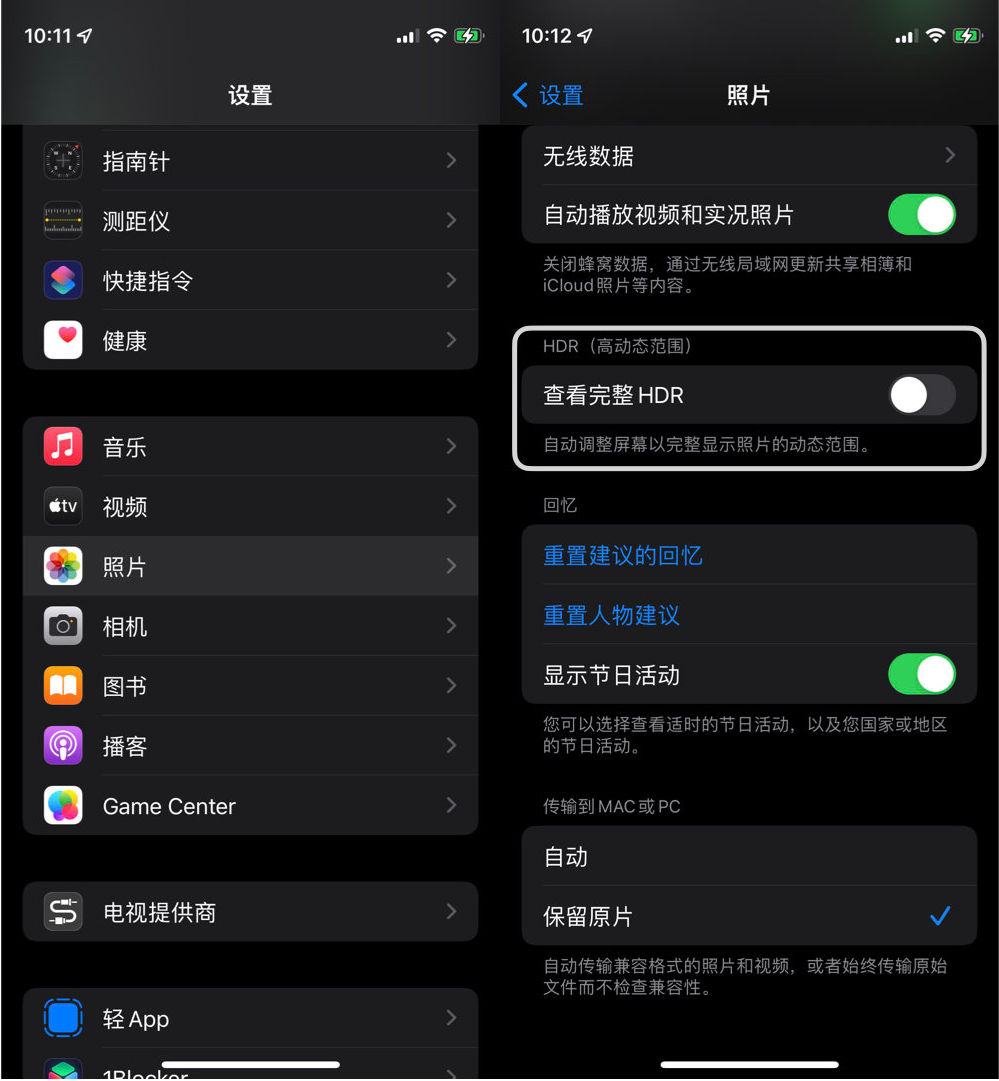 10:11
设置
指南针
测距仪
快捷指令
健康
音乐
tv
视频
照片
相机
图书
播客
Game Center
电视提供商
轻 App
1Blocker
10:12
设置
照片
无线数据
自动播放视频和实况照片
关闭蜂窝数据，通过无线局域网更新共享相簿和
iCloud 照片等内容。
HDR（高动态范围）
查看完整 HDR
自动调整屏幕以完整显示照片的动态范围。
回忆
重置建议的回忆
重置人物建议
显示节日活动
您可以选择查看适时的节日活动，以及您国家或地区
的节日活动。
传输到 MAC 或 PC
自动
保留原片
自动传输兼容格式的照片和视频，或者始终传输原始
文件而不检查兼容性。